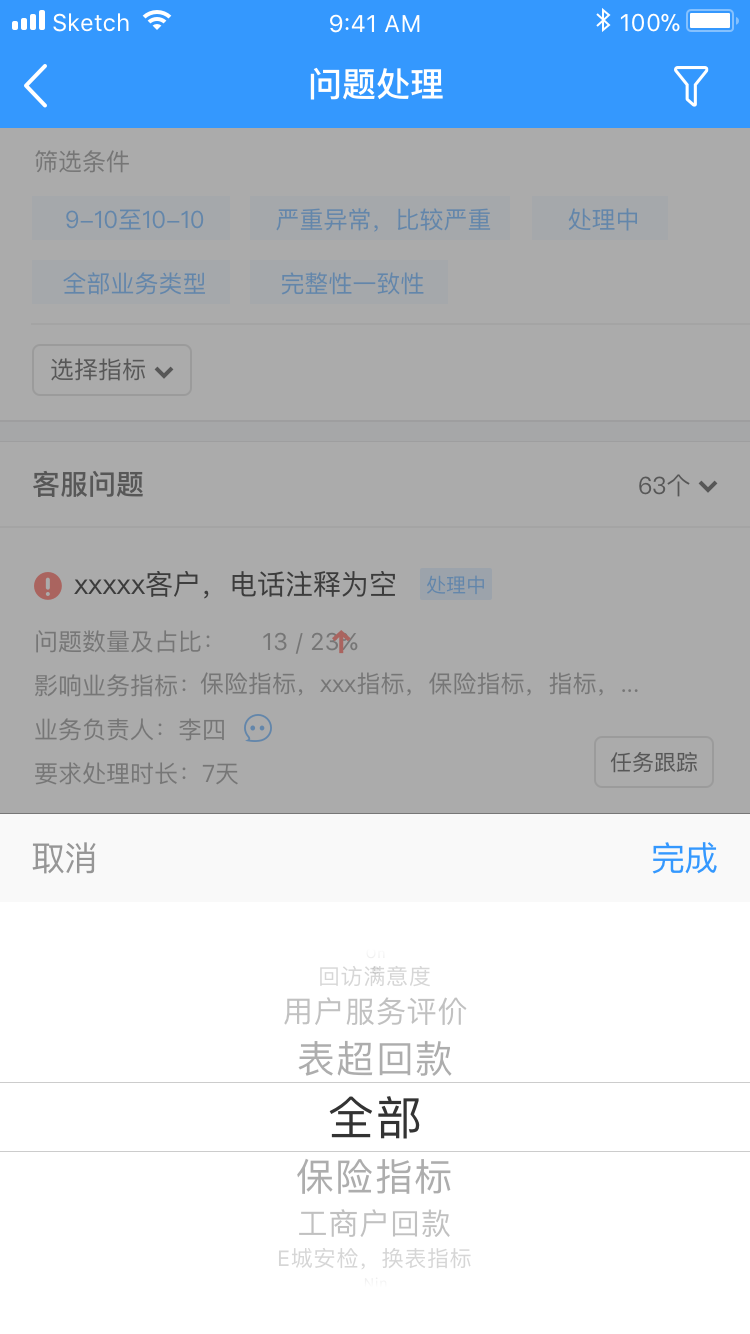 Sketch 9:41 AM 100%
问题处理
筛选条件
9-10至10-10 严重异常，比较严重 处理中
全部业务类型 完整性一致性
选择指标
客服问题 63个
xxxxx客户，电话注释为空 处理中
问题数量及占比： 13 / 23%
影响业务指标：保险指标，xxx指标，保险指标，指标，...
业务负责人：李四
要求处理时长：7天
任务跟踪
取消 完成
回访满意度
用户服务评价
表超回款
全部
保险指标
工商户回款
E城安检，换表指标